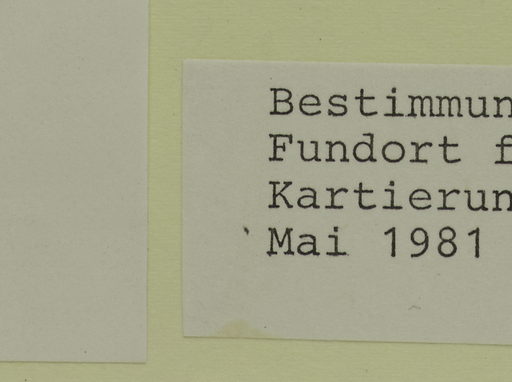 Bestimmun
Fundort f
Kartierun
Mai 1981